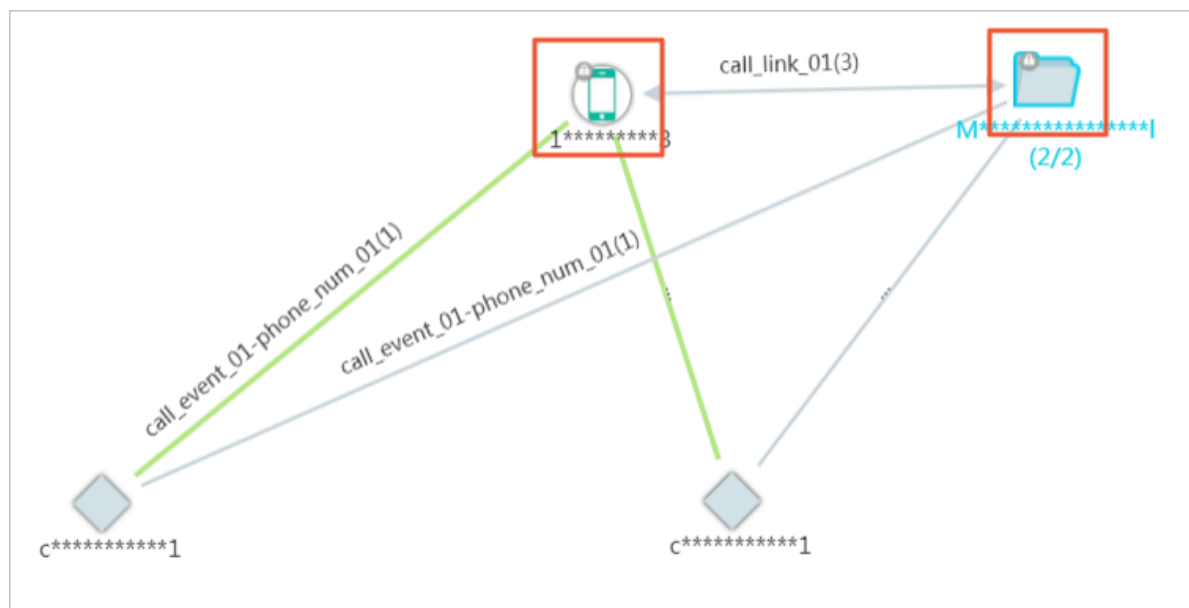 call_link_01(3)
1*********3
M****************l
(2/2)
call_event_01-phone_num_01(1)
call_event_01-phone_num_01(1)
...
...
c***********1
c***********1